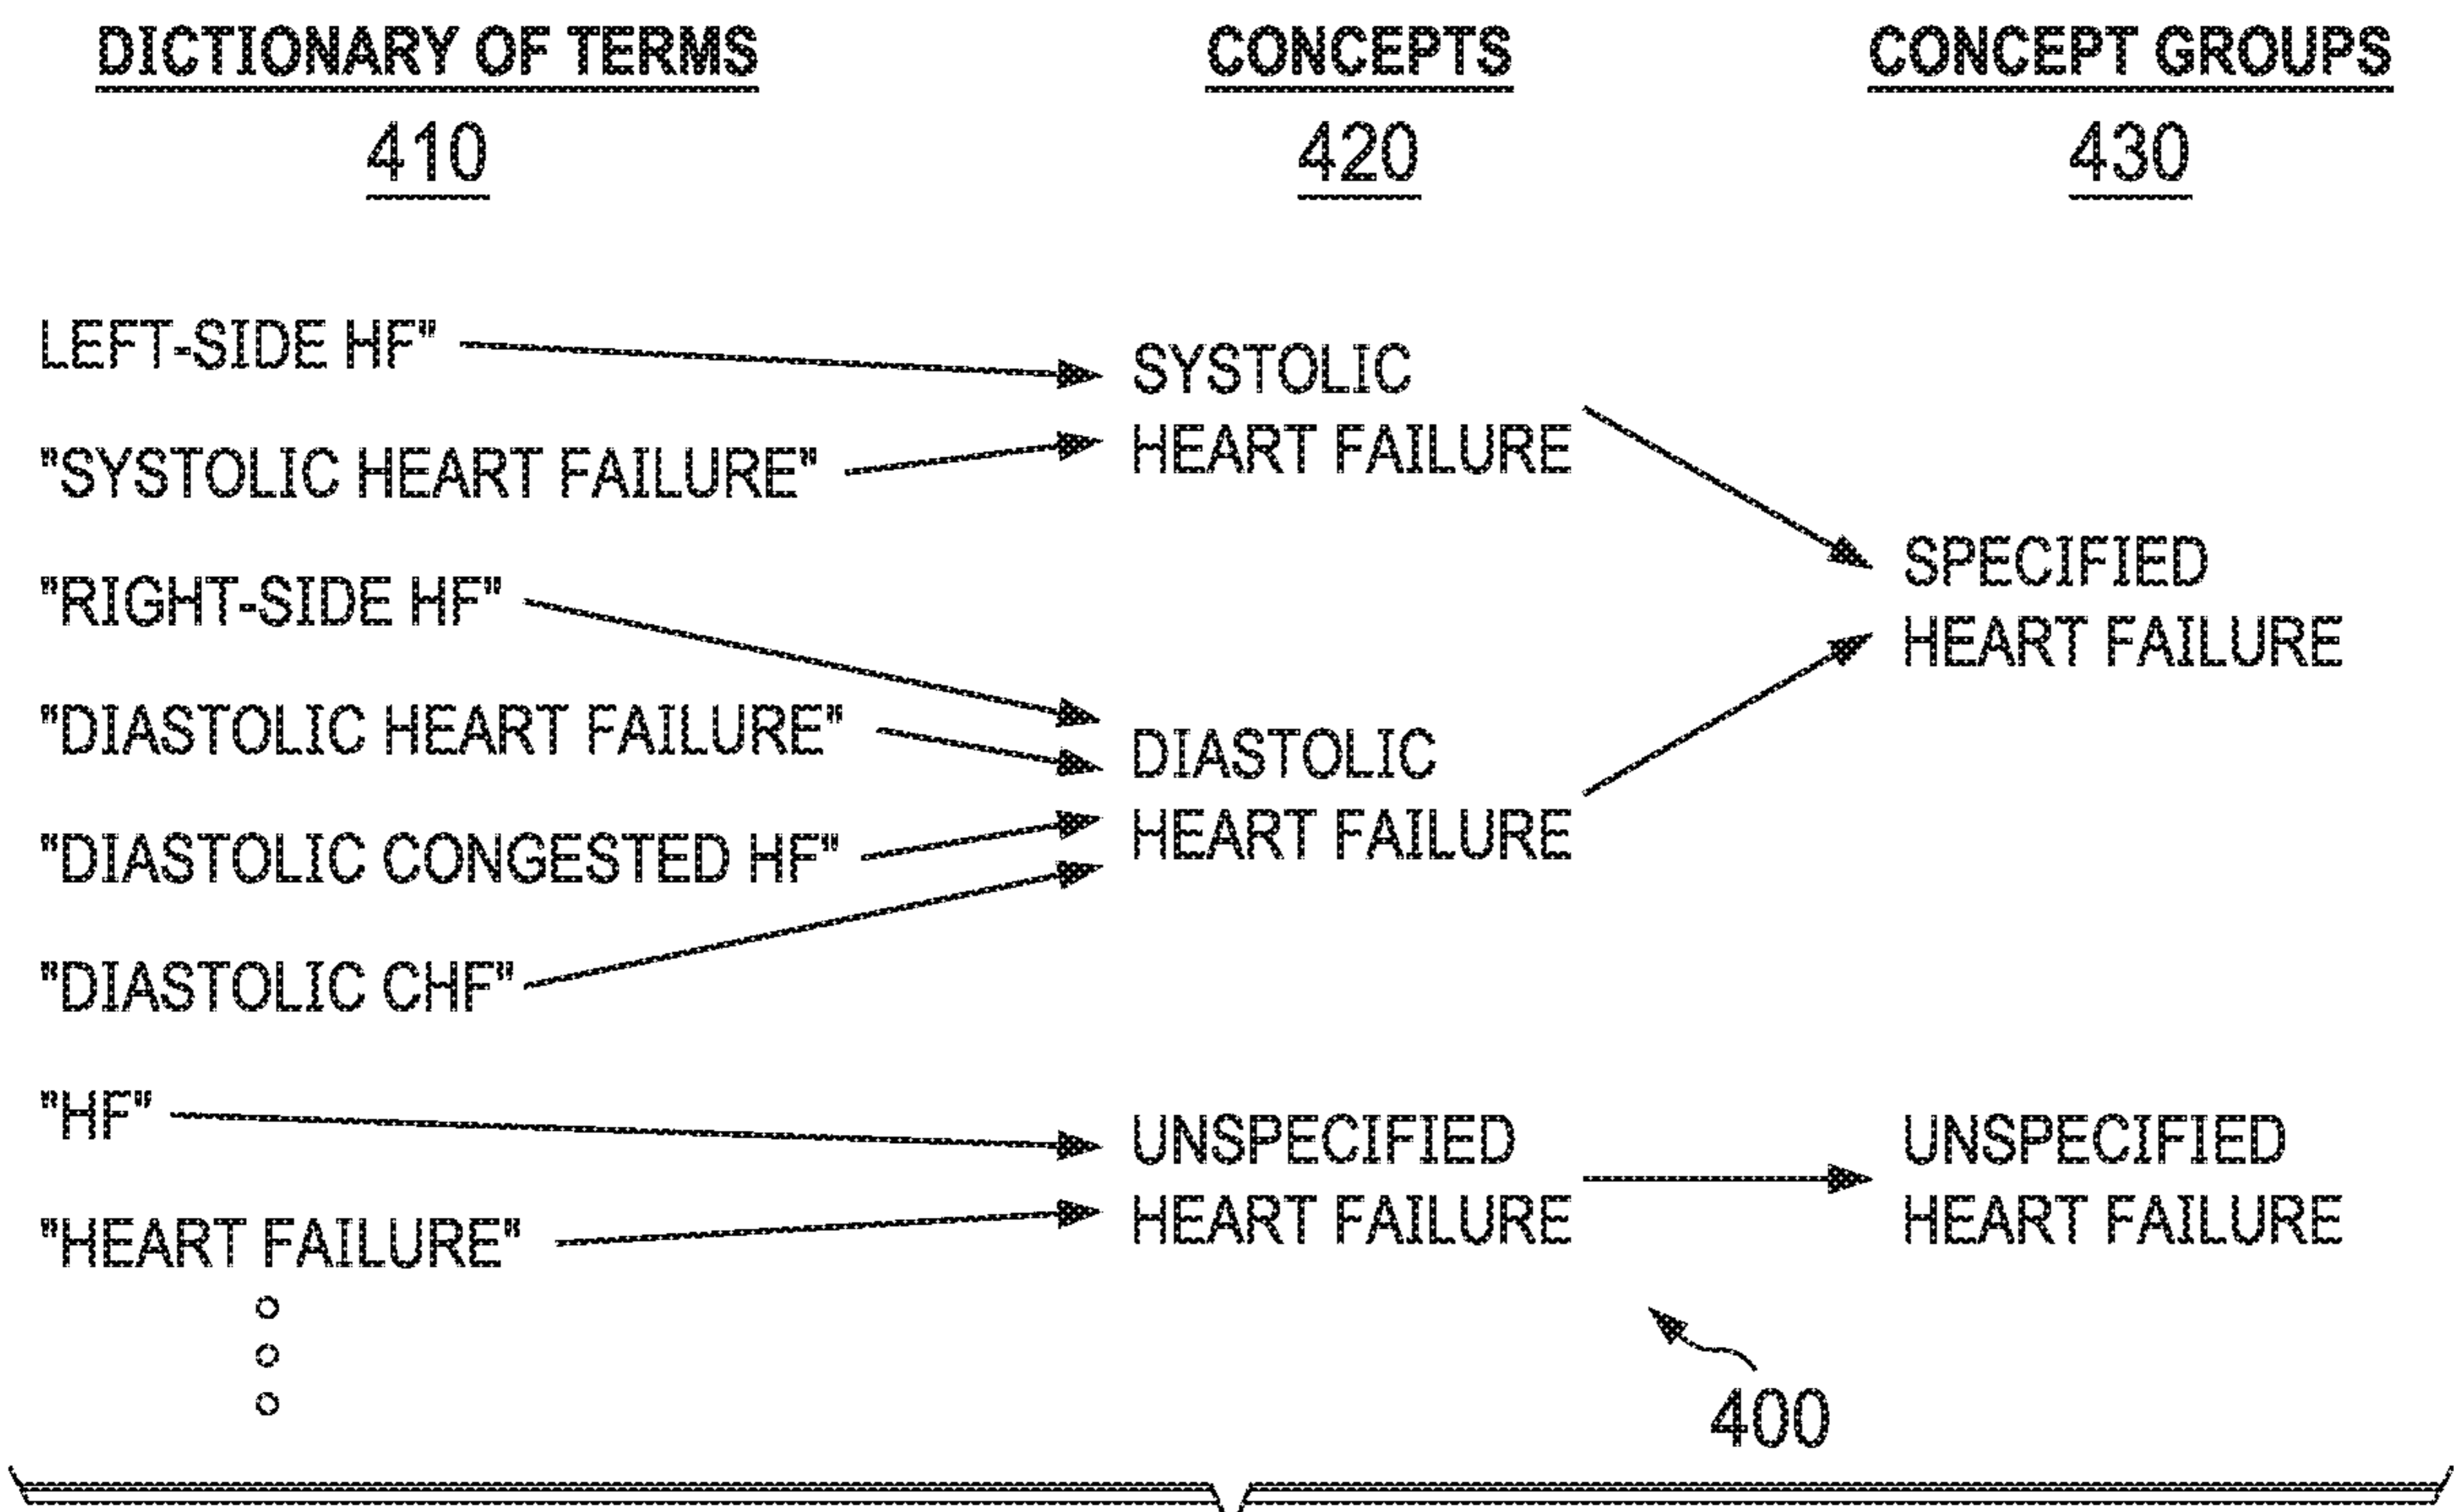 DICTIONARY OF TERMS
410
CONCEPTS
420
CONCEPT GROUPS
430
LEFT-SIDE HF"
"SYSTOLIC HEART FAILURE"
"RIGHT-SIDE HF"
"DIASTOLIC HEART FAILURE"
"DIASTOLIC CONGESTED HF"
"DIASTOLIC CHF"
"HF"
"HEART FAILURE"
SYSTOLIC
HEART FAILURE
DIASTOLIC
HEART FAILURE
UNSPECIFIED
HEART FAILURE
SPECIFIED
HEART FAILURE
UNSPECIFIED
HEART FAILURE
400